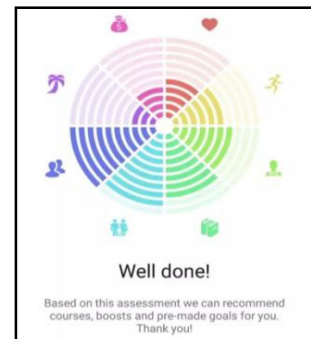 Well done!
Based on this assessment we can recommend
courses, boosts and pre-made goals for you.
Thank you!